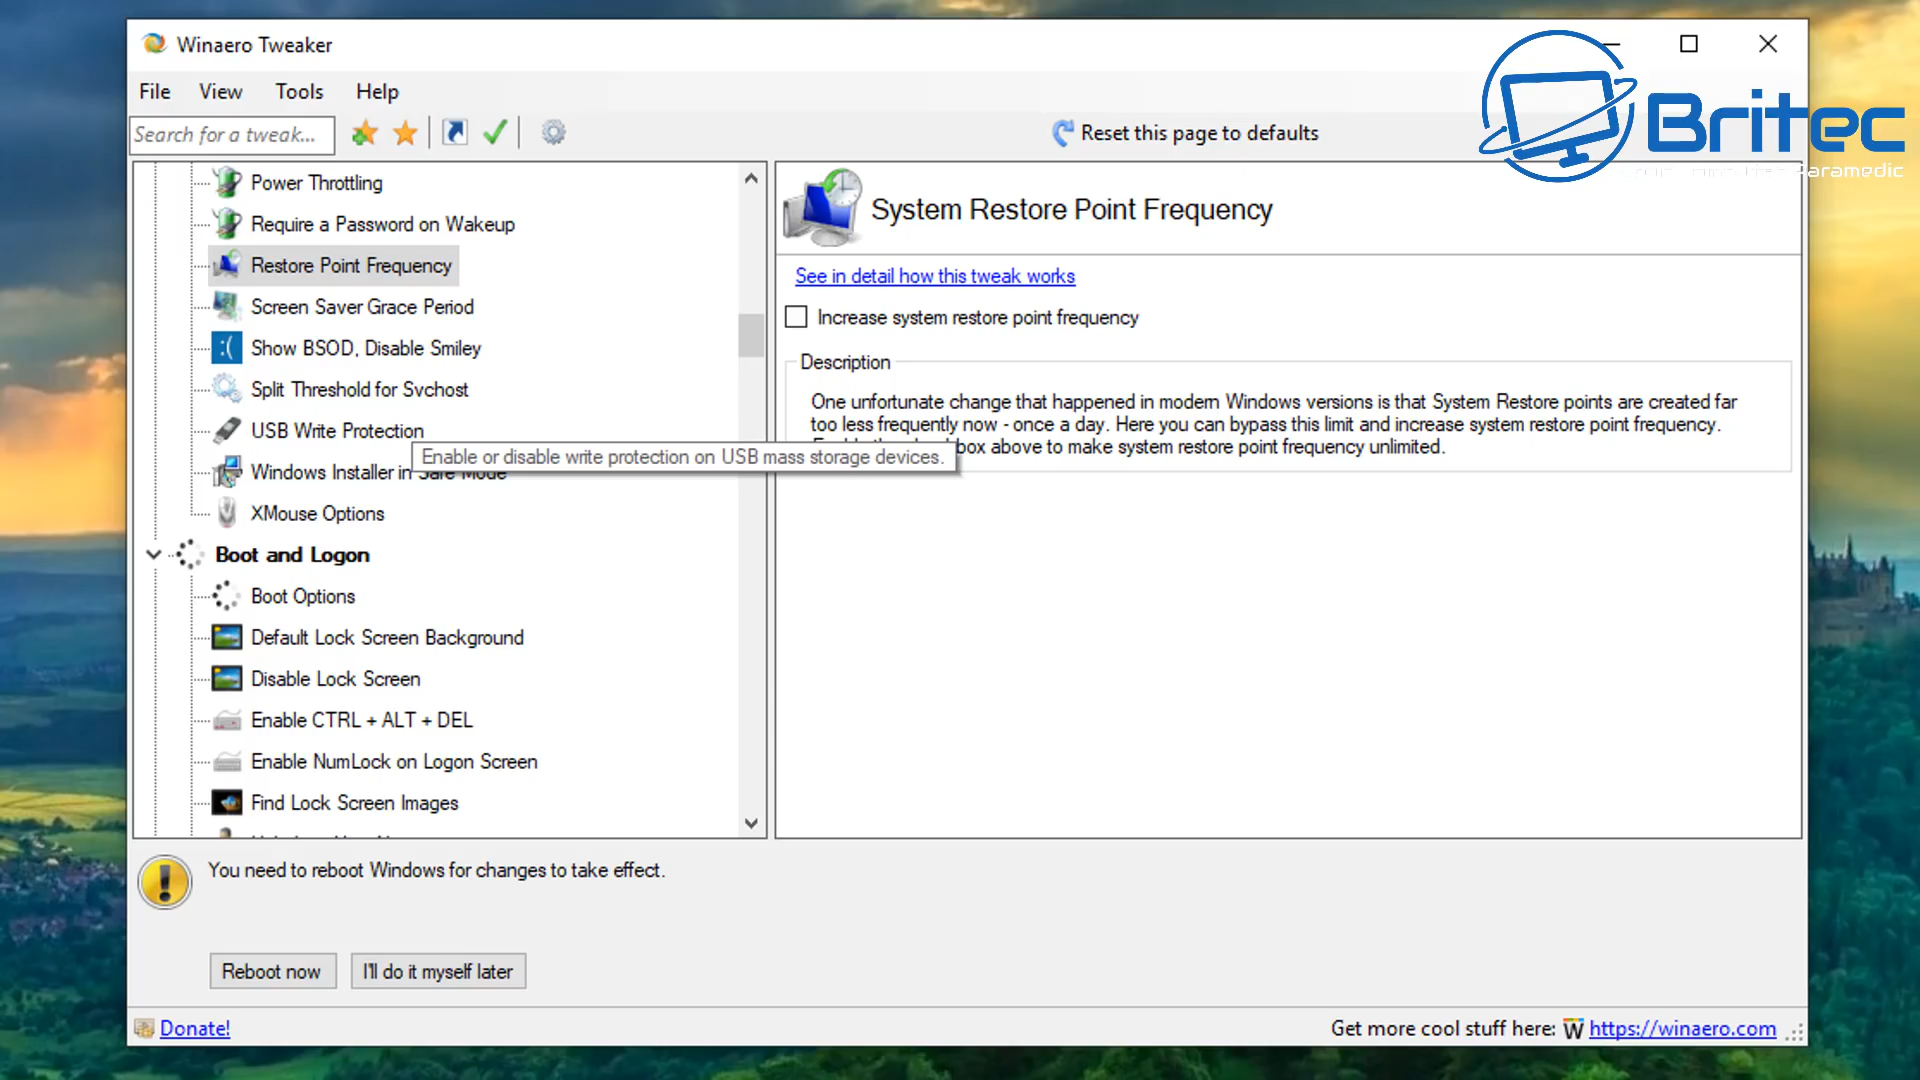 Winaero Tweaker
File View Tools Help
Search for a tweak...
Reset this page to defaults
Britec
Paramedic
Power Throttling
Require a Password on Wakeup
Restore Point Frequency
Screen Saver Grace Period
:( Show BSOD, Disable Smiley
Split Threshold for Svchost
USB Write Protection
Enable or disable write protection on USB mass storage devices.
Windows Installer in Safe Mode
XMouse Options
Boot and Logon
Boot Options
Default Lock Screen Background
Disable Lock Screen
Enable CTRL + ALT + DEL
Enable NumLock on Logon Screen
Find Lock Screen Images
System Restore Point Frequency
See in detail how this tweak works
Increase system restore point frequency
Description
One unfortunate change that happened in modern Windows versions is that System Restore points are created far
too less frequently now - once a day. Here you can bypass this limit and increase system restore point frequency.
box above to make system restore point frequency unlimited.
You need to reboot Windows for changes to take effect.
Reboot now I'll do it myself later
Donate!
Get more cool stuff here: W https://winaero.com